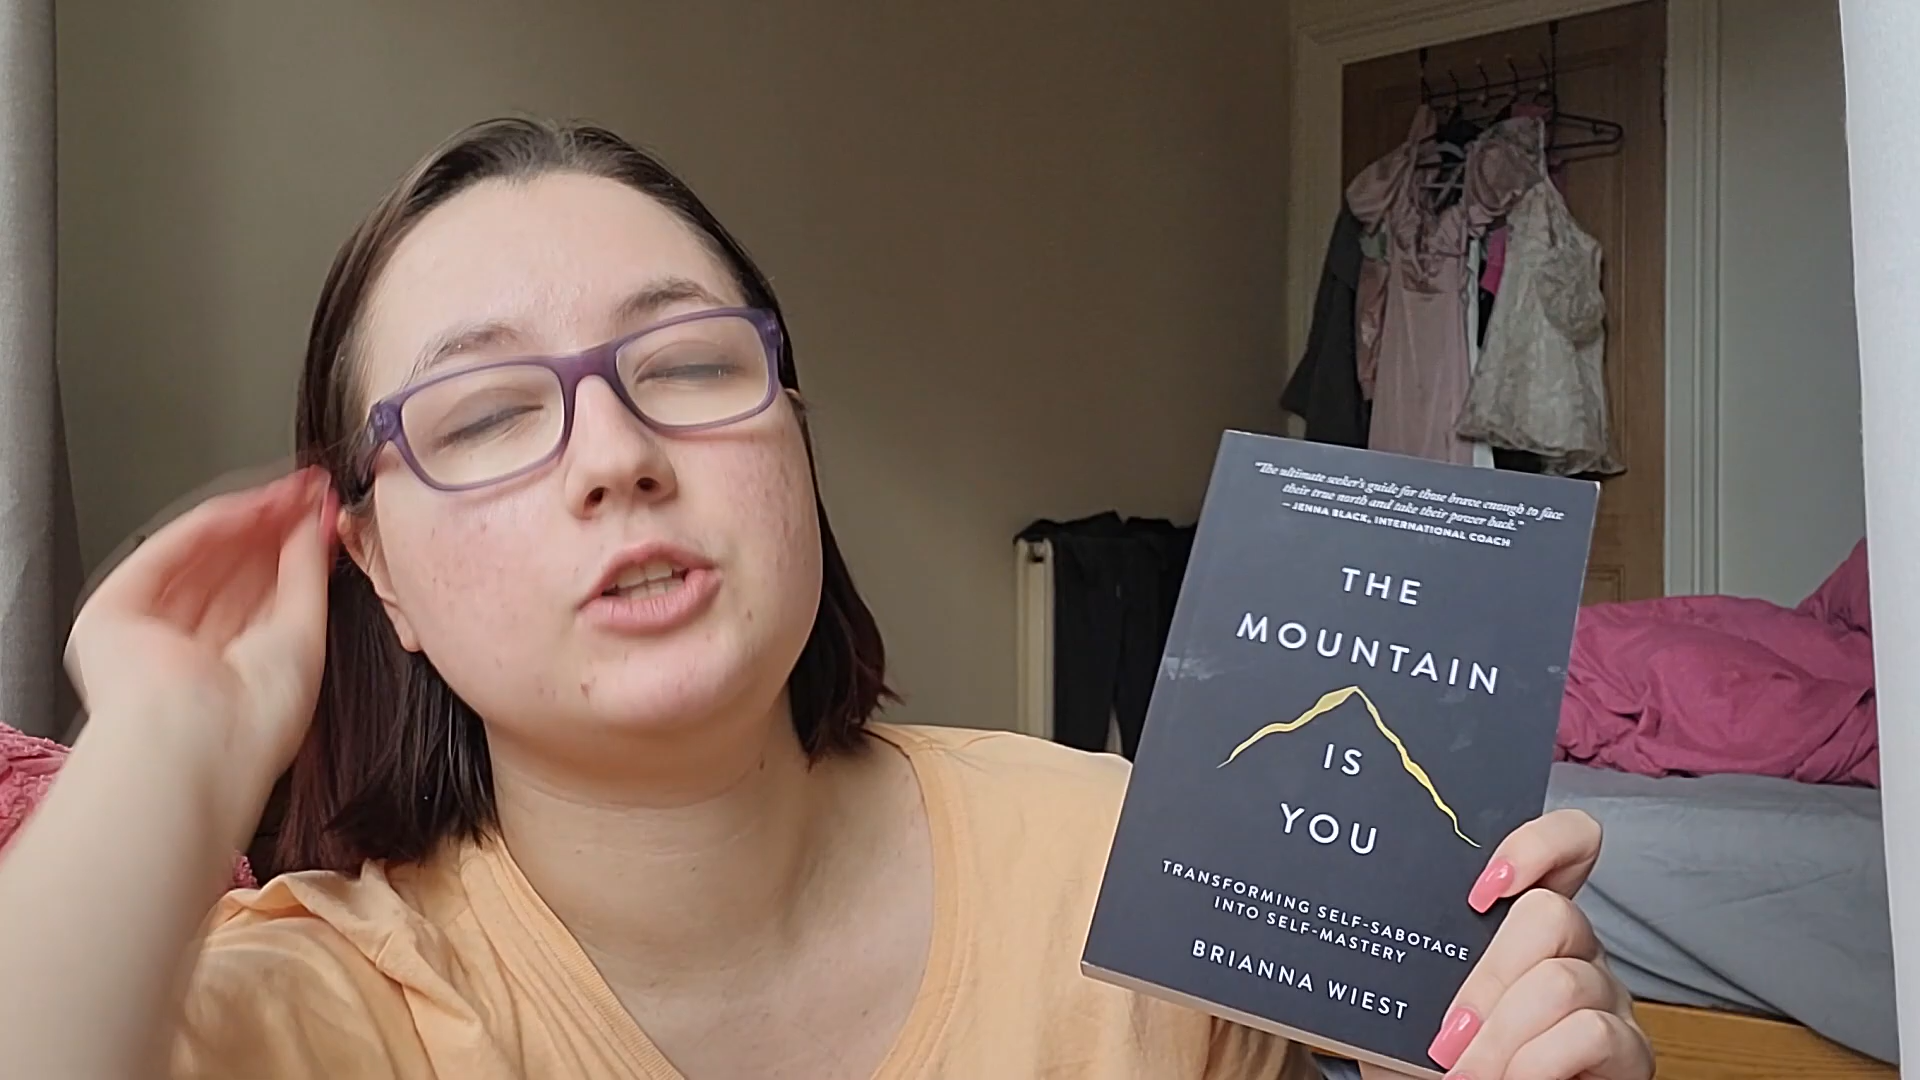 "The ultimate seeker's guide for those brave enough to face
their true north and take their power back."
— JENNA BLACK, INTERNATIONAL COACH
THE
MOUNTAIN
IS
YOU
TRANSFORMING SELF-SABOTAGE
INTO SELF-MASTERY
BRIANNA WIEST